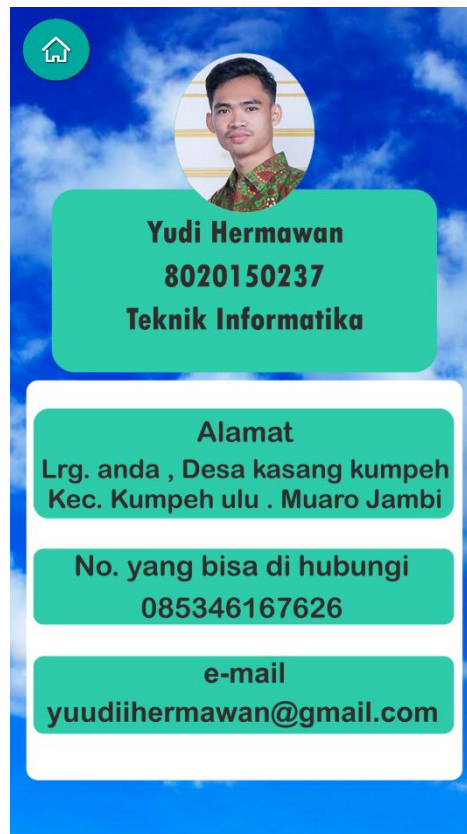 Yudi Hermawan
8020150237
Teknik Informatika
Alamat
Lrg. anda , Desa kasang kumpeh
Kec. Kumpeh ulu . Muaro Jambi
No. yang bisa di hubungi
085346167626
e-mail
yuudiihermawan@gmail.com